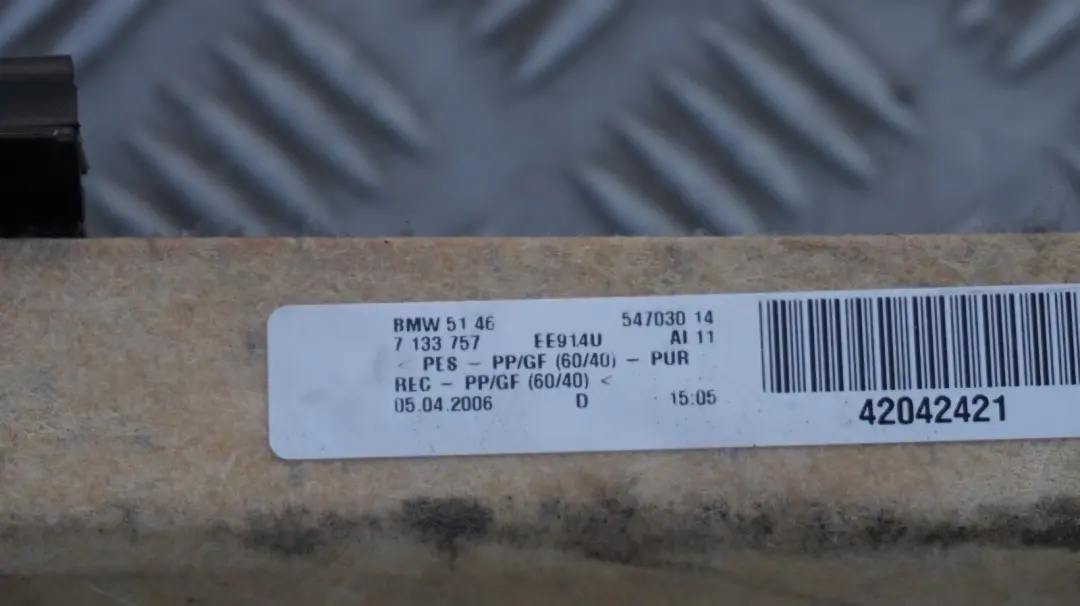 BMW 51 46 547030 14
7 133 757 EE914U AI 11
< PES - PP/GF (60/40) - PUR
REC - PP/GF (60/40) <
05.04.2006 D 15:05
42042421